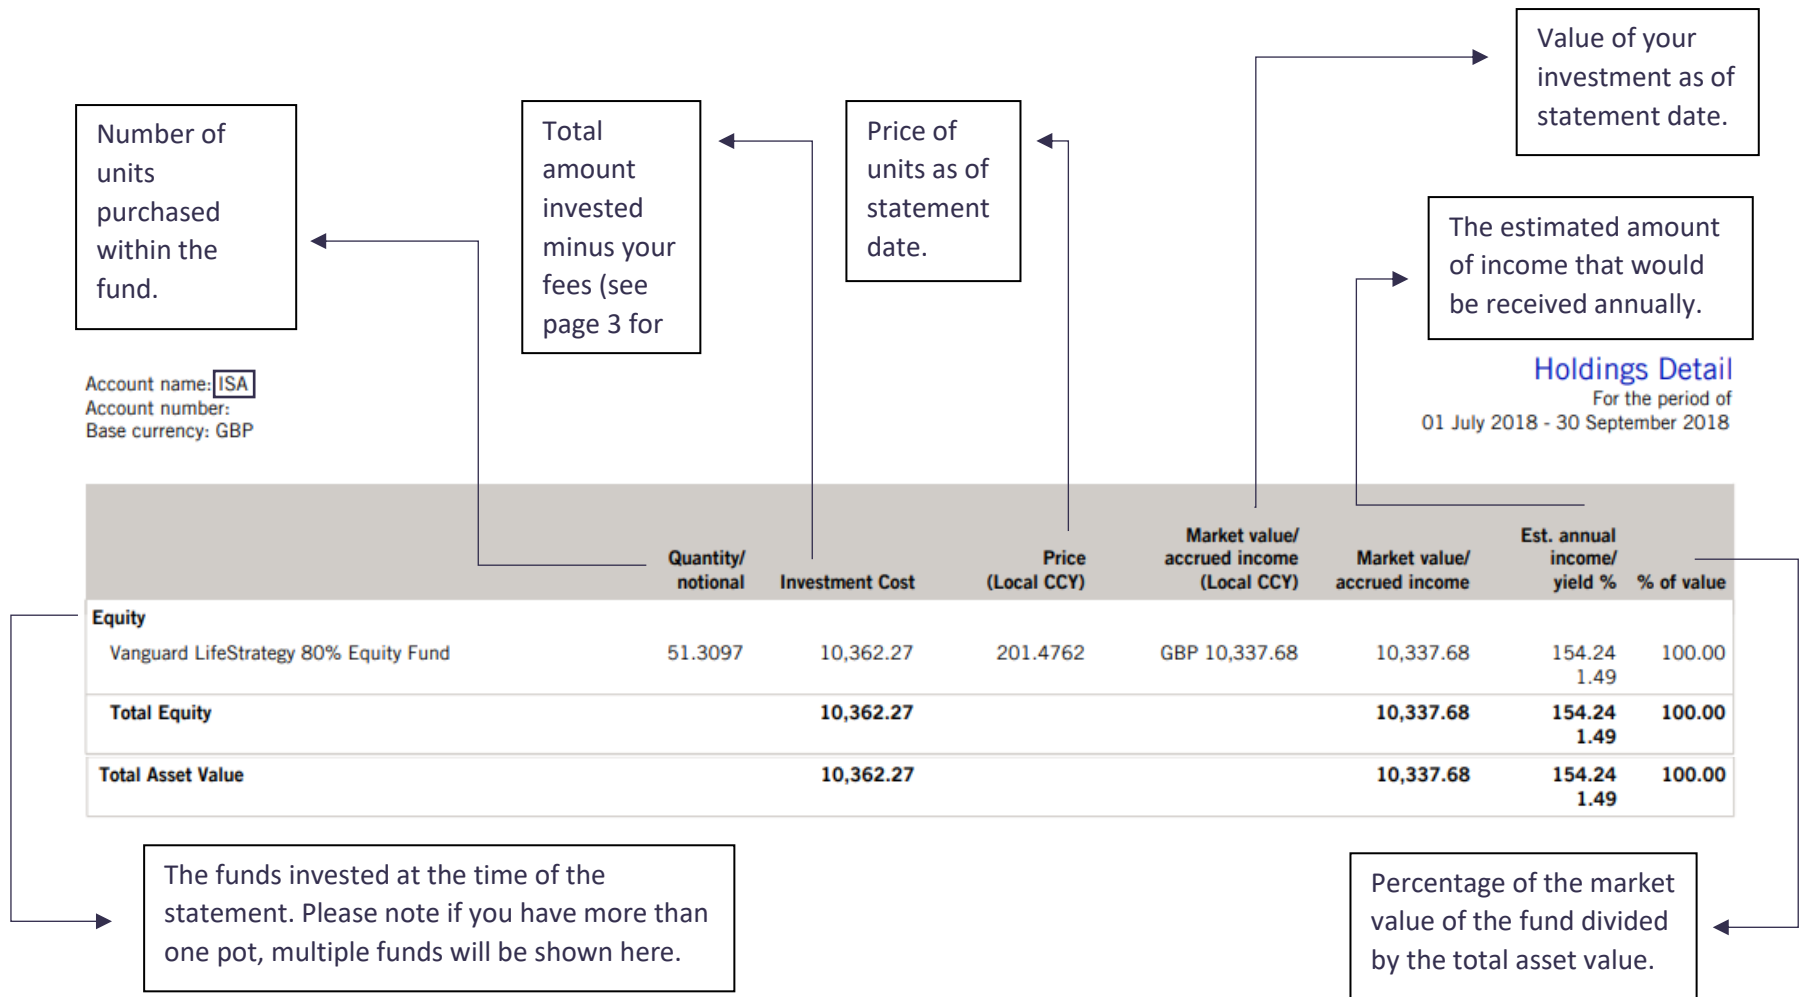 Value of your
investment as of
statement date.
Number of
units
purchased
within the
fund.
Total
amount
invested
minus your
fees (see
page 3 for
Price of
units as of
statement
date.
The estimated amount
of income that would
be received annually.
Account name: ISA
Account number:
Base currency: GBP
Holdings Detail
For the period of
01 July 2018 - 30 September 2018
Quantity/
notional
Investment Cost
Price
(Local CCY)
Market value/
accrued income
(Local CCY)
Market value/
accrued income
Est. annual
income/
yield %
% of value
Equity
Vanguard LifeStrategy 80% Equity Fund 51.3097 10,362.27 201.4762 GBP 10,337.68 10,337.68 154.24 100.00
1.49
Total Equity 10,362.27 10,337.68 154.24 100.00
1.49
Total Asset Value 10,362.27 10,337.68 154.24 100.00
1.49
The funds invested at the time of the
statement. Please note if you have more than
one pot, multiple funds will be shown here.
Percentage of the market
value of the fund divided
by the total asset value.